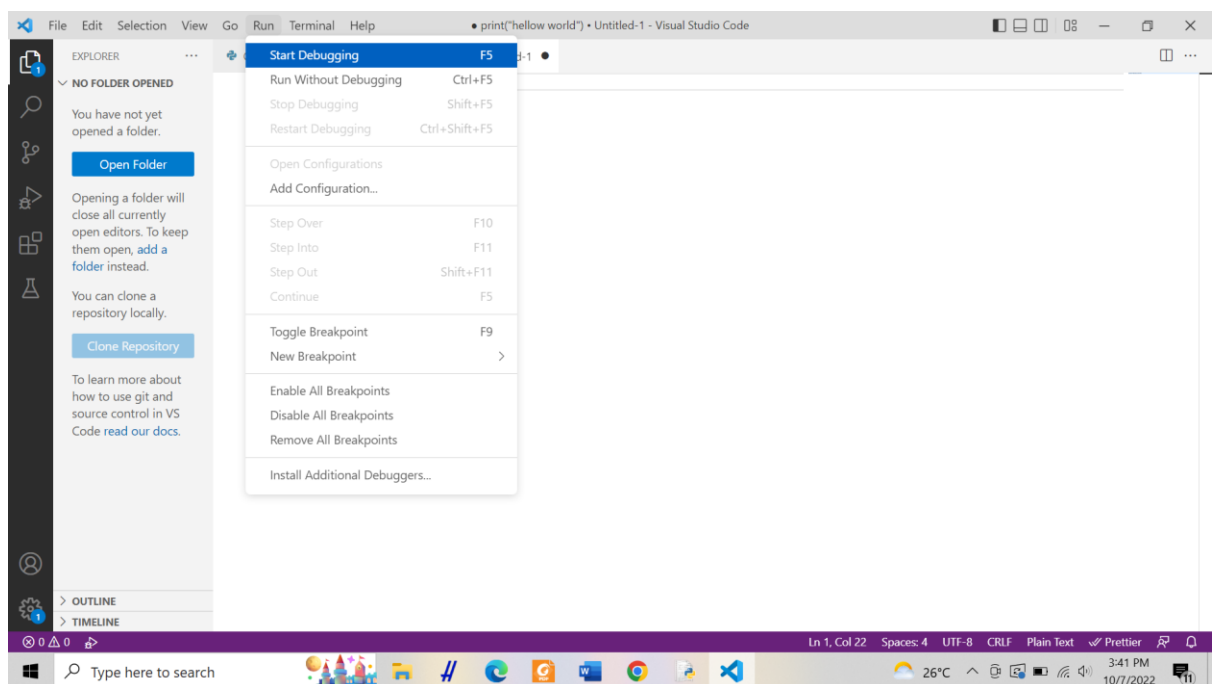 File Edit Selection View Go Run Terminal Help ● print("hellow world") • Untitled-1 - Visual Studio Code
EXPLORER ···
d-1 ●
NO FOLDER OPENED
You have not yet
opened a folder.
Open Folder
Opening a folder will
close all currently
open editors. To keep
them open, add a
folder instead.
You can clone a
repository locally.
Clone Repository
To learn more about
how to use git and
source control in VS
Code read our docs.
OUTLINE
TIMELINE
1
1
Start Debugging F5
Run Without Debugging Ctrl+F5
Stop Debugging Shift+F5
Restart Debugging Ctrl+Shift+F5
Open Configurations
Add Configuration...
Step Over F10
Step Into F11
Step Out Shift+F11
Continue F5
Toggle Breakpoint F9
New Breakpoint
Enable All Breakpoints
Disable All Breakpoints
Remove All Breakpoints
Install Additional Debuggers...
0 0 Ln 1, Col 22 Spaces: 4 UTF-8 CRLF Plain Text Prettier
Type here to search 26°C 3:41 PM
10/7/2022
11